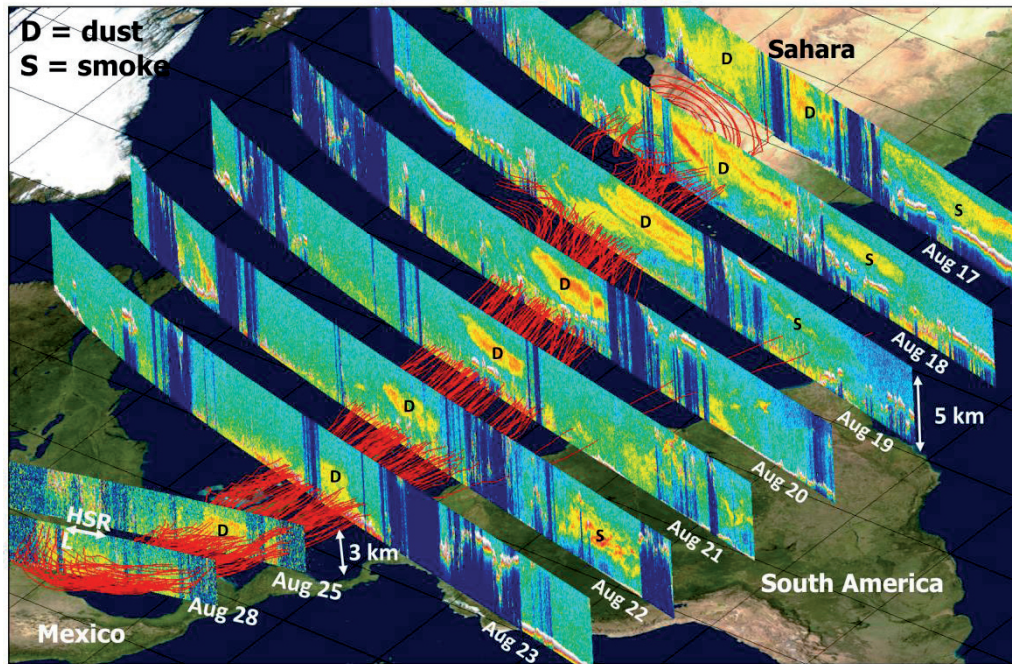 D = dust
S = smoke
Sahara
D
D
D
S
Aug 17
D
S
Aug 18
D
S
5 km
Aug 19
D
Aug 20
D
Aug 21
D
S
South America
Aug 22
D
HSR
L
3 km
Aug 25
Aug 28
Mexico
Aug 23